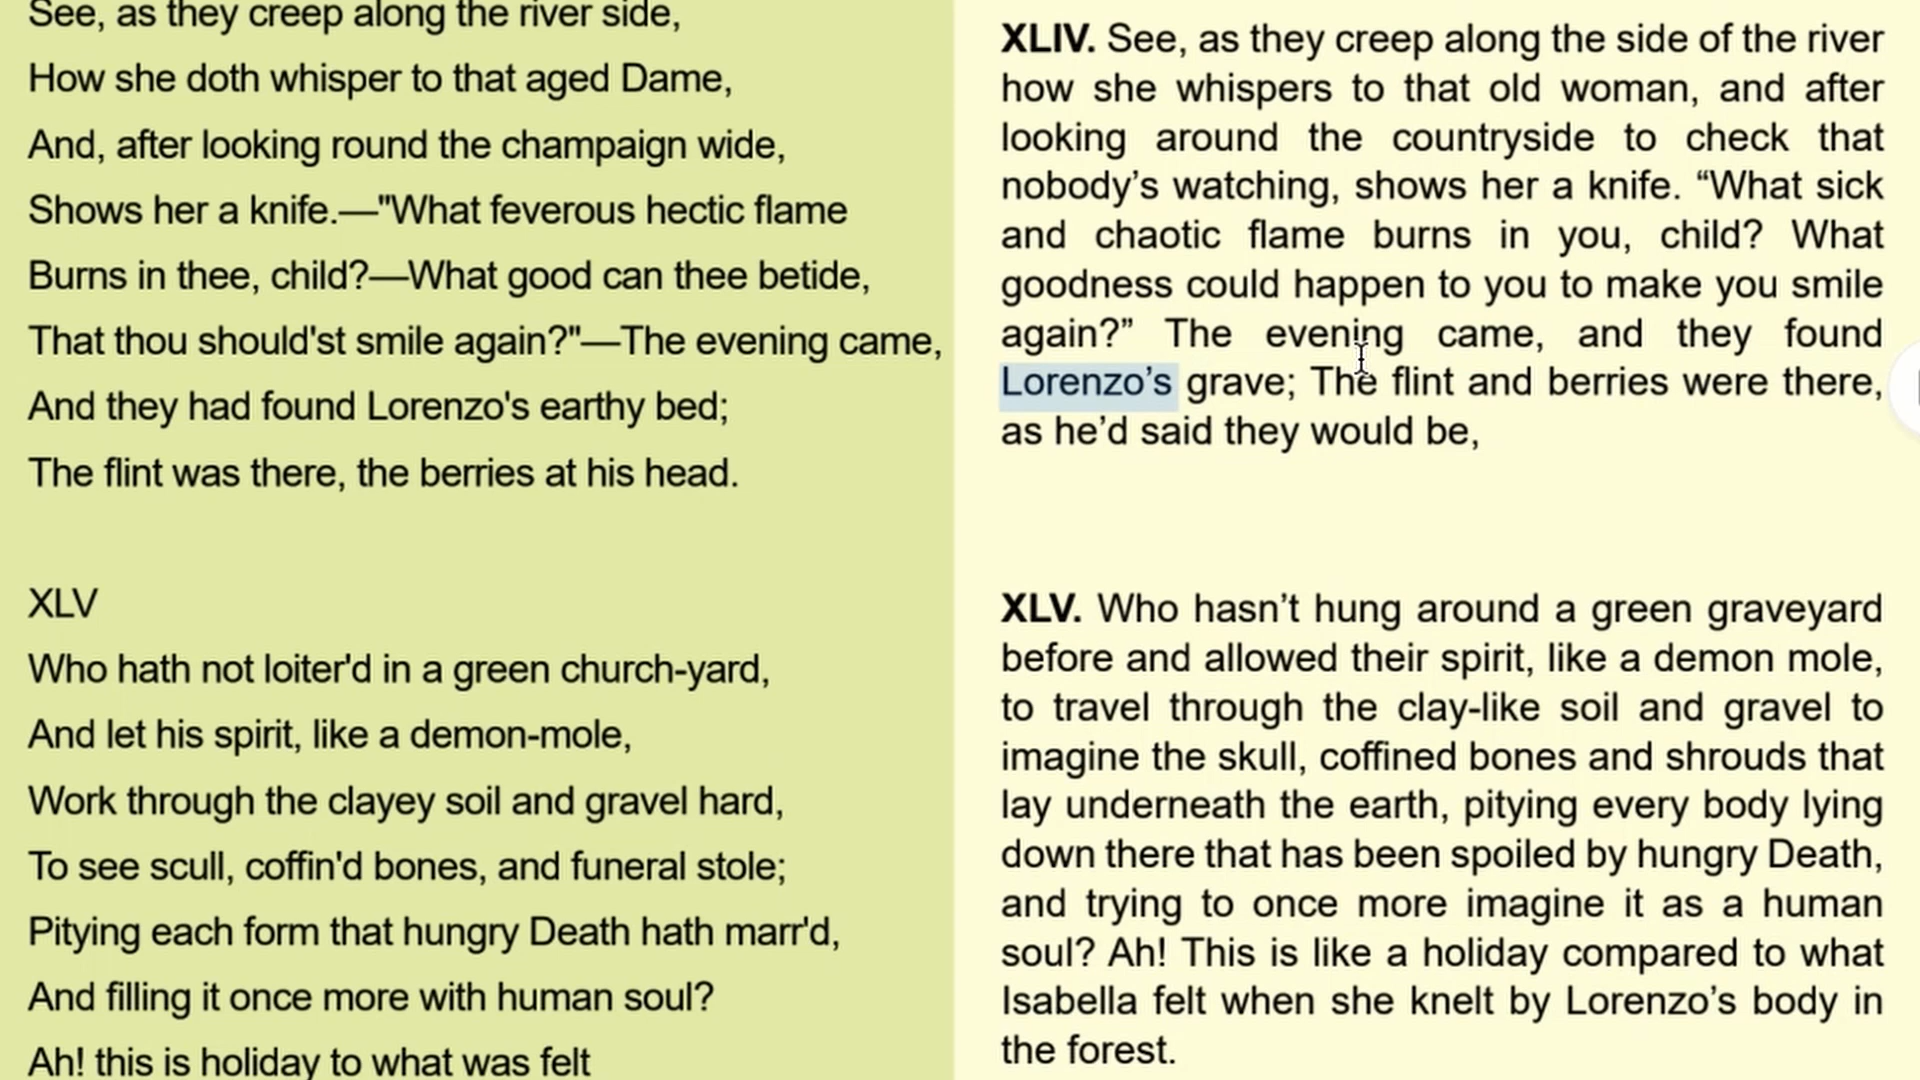 See, as they creep along the river side,
How she doth whisper to that aged Dame,
And, after looking round the champaign wide,
Shows her a knife.—"What feverous hectic flame
Burns in thee, child?—What good can thee betide,
That thou should'st smile again?"—The evening came,
And they had found Lorenzo's earthy bed;
The flint was there, the berries at his head.
XLV
Who hath not loiter'd in a green church-yard,
And let his spirit, like a demon-mole,
Work through the clayey soil and gravel hard,
To see scull, coffin'd bones, and funeral stole;
Pitying each form that hungry Death hath marr'd,
And filling it once more with human soul?
Ah! this is holiday to what was felt
XLIV. See, as they creep along the side of the river
how she whispers to that old woman, and after
looking around the countryside to check that
nobody’s watching, shows her a knife. “What sick
and chaotic flame burns in you, child? What
goodness could happen to you to make you smile
again?” The evening came, and they found
Lorenzo’s grave; The flint and berries were there,
as he’d said they would be,
XLV. Who hasn’t hung around a green graveyard
before and allowed their spirit, like a demon mole,
to travel through the clay-like soil and gravel to
imagine the skull, coffined bones and shrouds that
lay underneath the earth, pitying every body lying
down there that has been spoiled by hungry Death,
and trying to once more imagine it as a human
soul? Ah! This is like a holiday compared to what
Isabella felt when she knelt by Lorenzo’s body in
the forest.